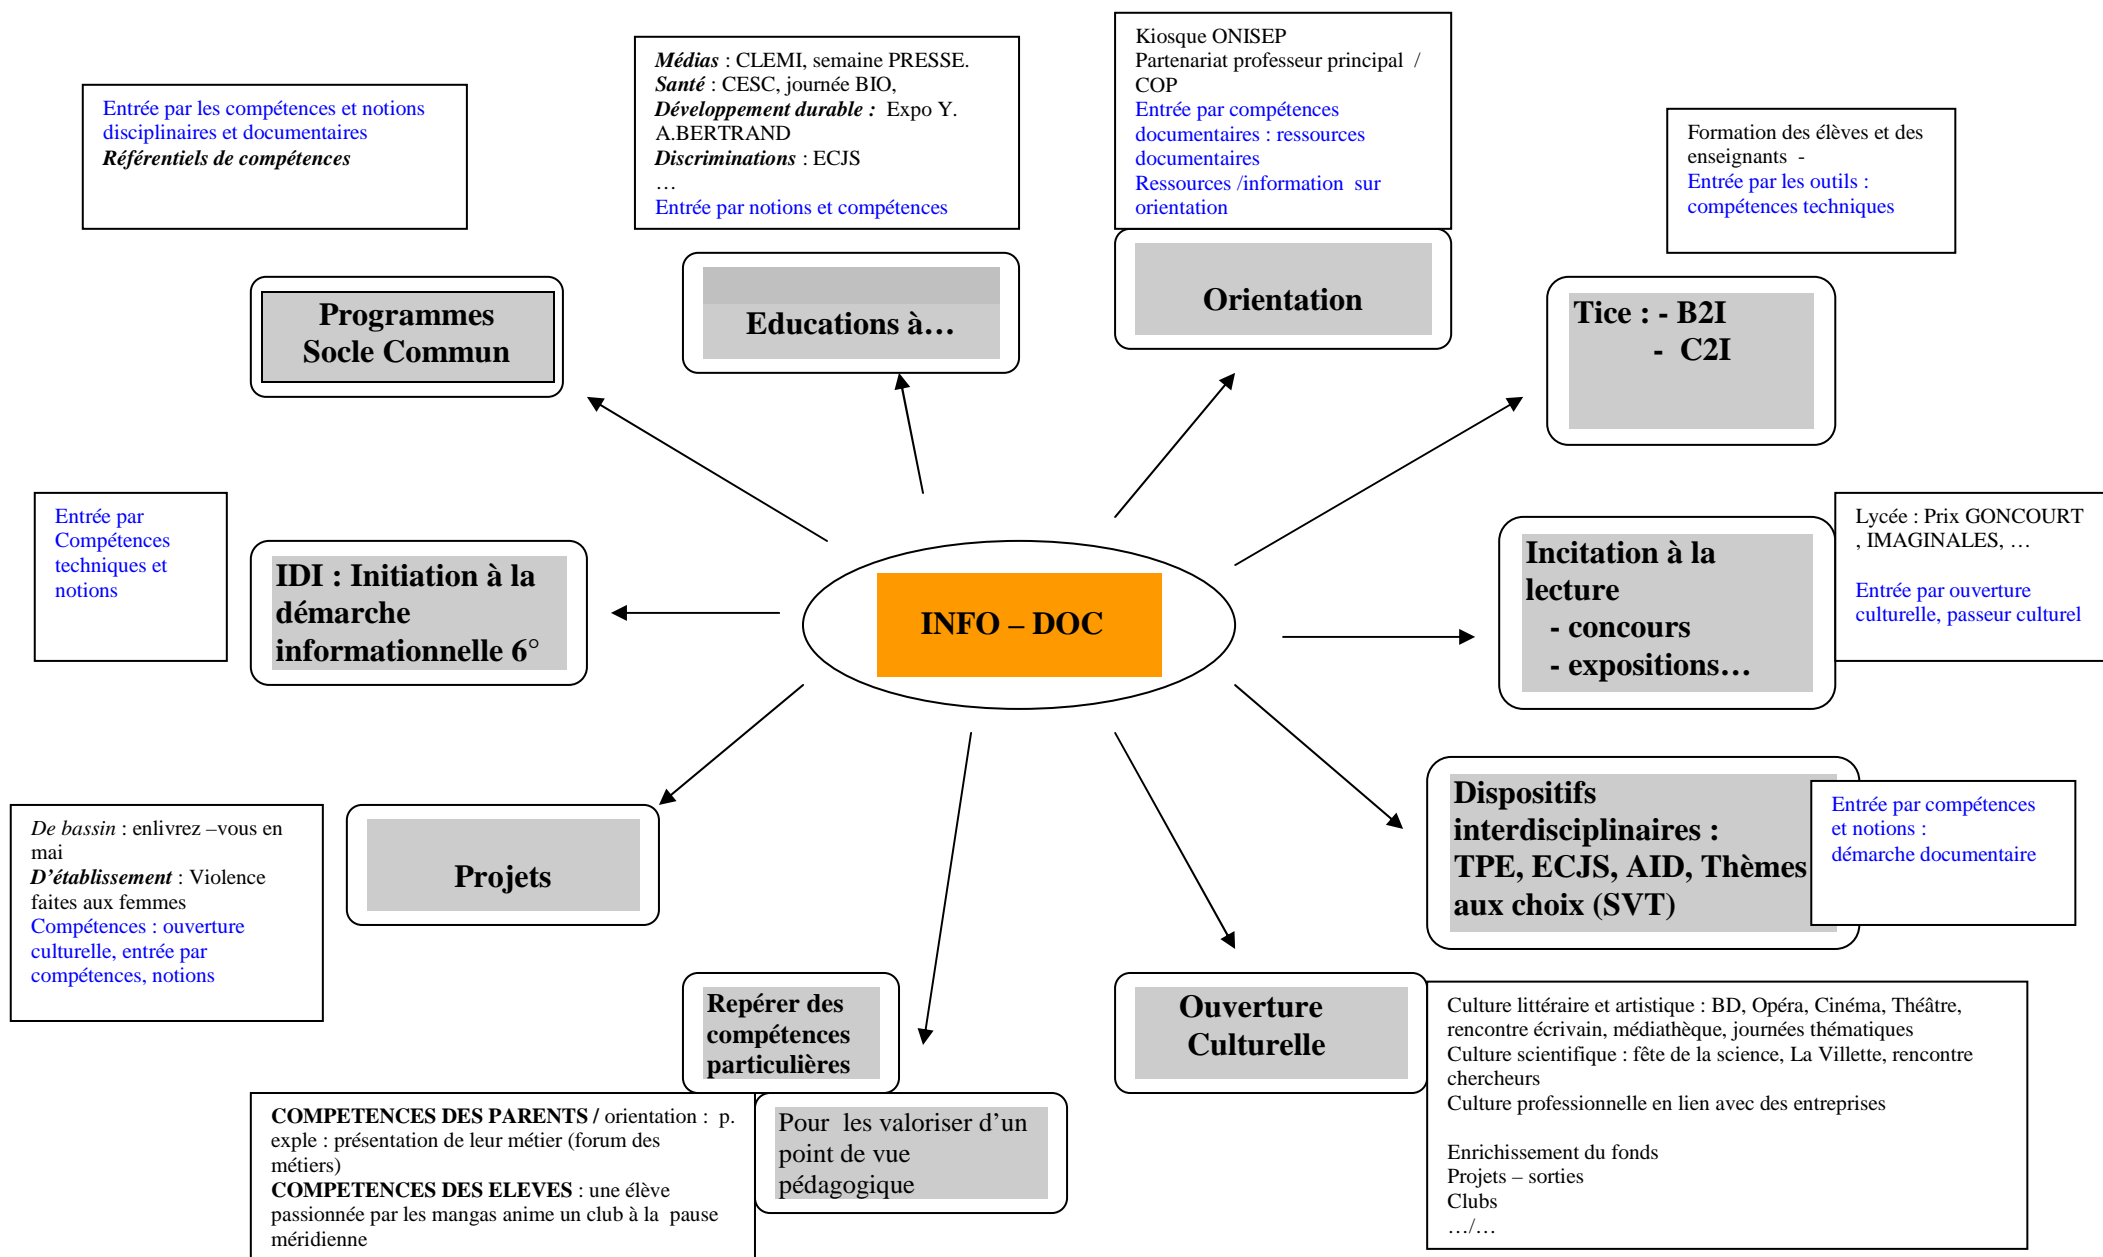 Médias : CLEMI, semaine PRESSE.
Santé : CESC, journée BIO,
Développement durable :  Expo Y.
A.BERTRAND
Discriminations : ECJS
…
Entrée par notions et compétences
Kiosque ONISEP
Partenariat professeur principal  /
COP
Entrée par compétences
documentaires : ressources
documentaires
Ressources /information  sur
orientation
Entrée par les compétences et notions
disciplinaires et documentaires
Référentiels de compétences
Formation des élèves et des
enseignants  -
Entrée par les outils :
compétences techniques
Programmes
Socle Commun
Educations à…
Orientation
Tice : - B2I
-  C2I
Entrée par
Compétences
techniques et
notions
IDI : Initiation à la
démarche
informationnelle 6°
INFO – DOC
Incitation à la
lecture
- concours
- expositions…
Lycée : Prix GONCOURT
, IMAGINALES, …
Entrée par ouverture
culturelle, passeur culturel
De bassin : enlivrez –vous en
mai
D'établissement : Violence
faites aux femmes
Compétences : ouverture
culturelle, entrée par
compétences, notions
Projets
Dispositifs
interdisciplinaires :
TPE, ECJS, AID, Thèmes
aux choix (SVT)
Entrée par compétences
et notions :
démarche documentaire
Repérer des
compétences
particulières
Ouverture
Culturelle
Culture littéraire et artistique : BD, Opéra, Cinéma, Théâtre,
rencontre écrivain, médiathèque, journées thématiques
Culture scientifique : fête de la science, La Villette, rencontre
chercheurs
Culture professionnelle en lien avec des entreprises
Enrichissement du fonds
Projets – sorties
Clubs
…/…
COMPETENCES DES PARENTS / orientation :  p.
exple : présentation de leur métier (forum des
métiers)
COMPETENCES DES ELEVES : une élève
passionnée par les mangas anime un club à la  pause
méridienne
Pour  les valoriser d'un
point de vue
pédagogique